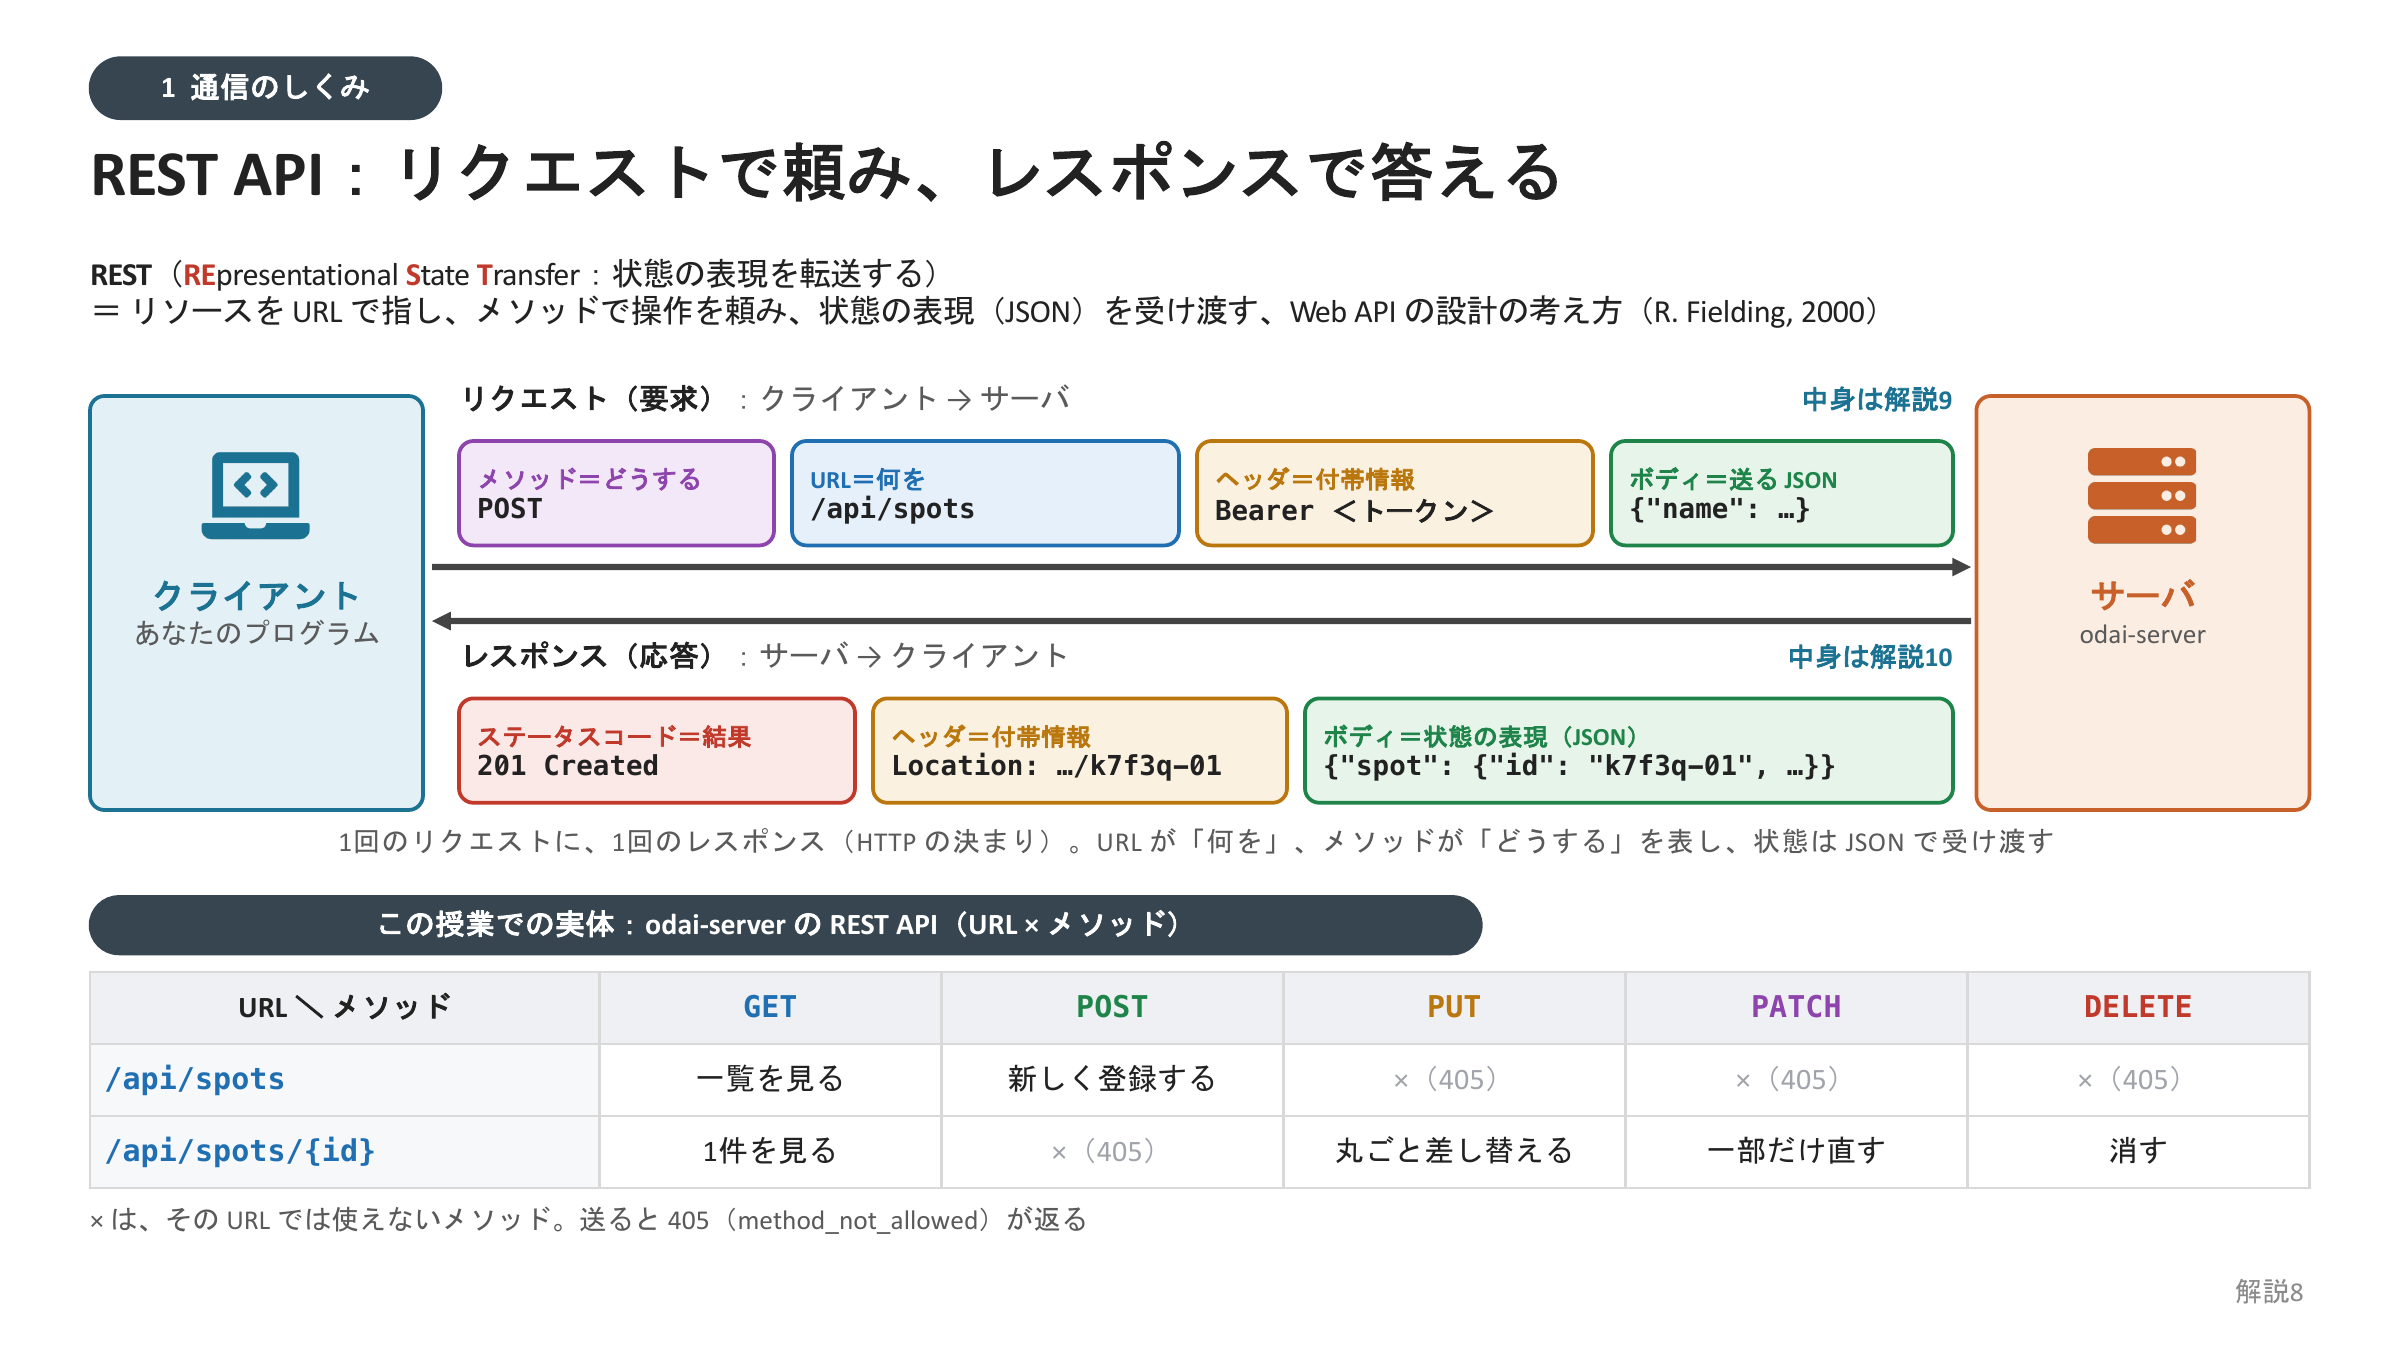 1 通信のしくみ
REST API：リクエストで頼み、レスポンスで答える
REST（REpresentational State Transfer：状態の表現を転送する）
＝ リソースを URL で指し、メソッドで操作を頼み、状態の表現（JSON）を受け渡す、Web API の設計の考え方（R. Fielding, 2000）
リクエスト（要求）：クライアント → サーバ
中身は解説9
メソッド＝どうする
POST
URL＝何を
/api/spots
ヘッダ＝付帯情報
Bearer ＜トークン＞
ボディ＝送る JSON
{"name": …}
クライアント
あなたのプログラム
サーバ
odai-server
レスポンス（応答）：サーバ → クライアント
中身は解説10
ステータスコード＝結果
201 Created
ヘッダ＝付帯情報
Location: …/k7f3q-01
ボディ＝状態の表現（JSON）
{"spot": {"id": "k7f3q-01", …}}
1回のリクエストに、1回のレスポンス（HTTP の決まり）。URL が「何を」、メソッドが「どうする」を表し、状態は JSON で受け渡す
この授業での実体：odai-server の REST API（URL × メソッド）
URL ＼ メソッド GET POST PUT PATCH DELETE
/api/spots 一覧を見る 新しく登録する ×（405） ×（405） ×（405）
/api/spots/{id} 1件を見る ×（405） 丸ごと差し替える 一部だけ直す 消す
× は、その URL では使えないメソッド。送ると 405（method_not_allowed）が返る
解説8